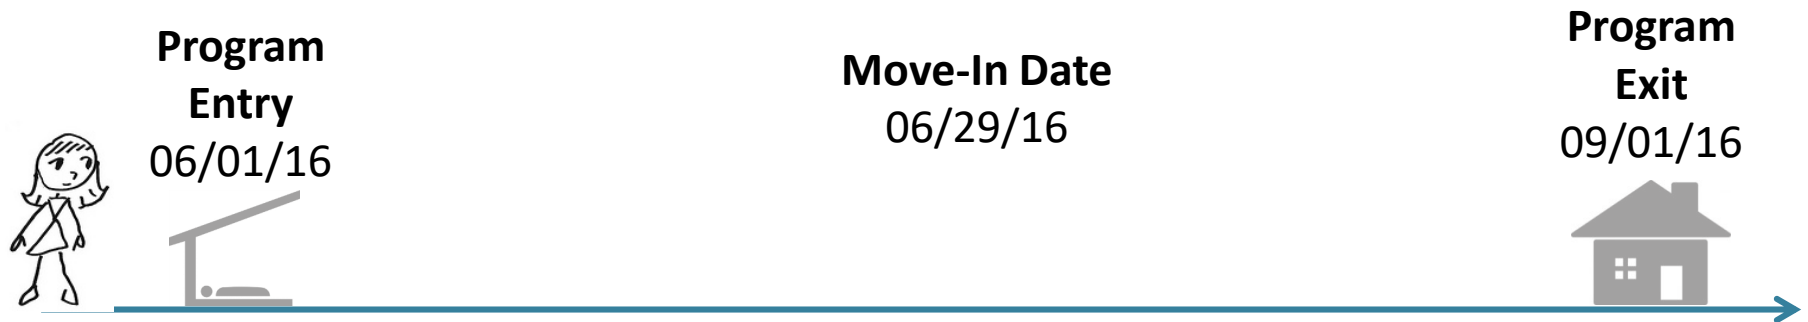 Program
Entry
06/01/16
Move-In Date
06/29/16
Program
Exit
09/01/16